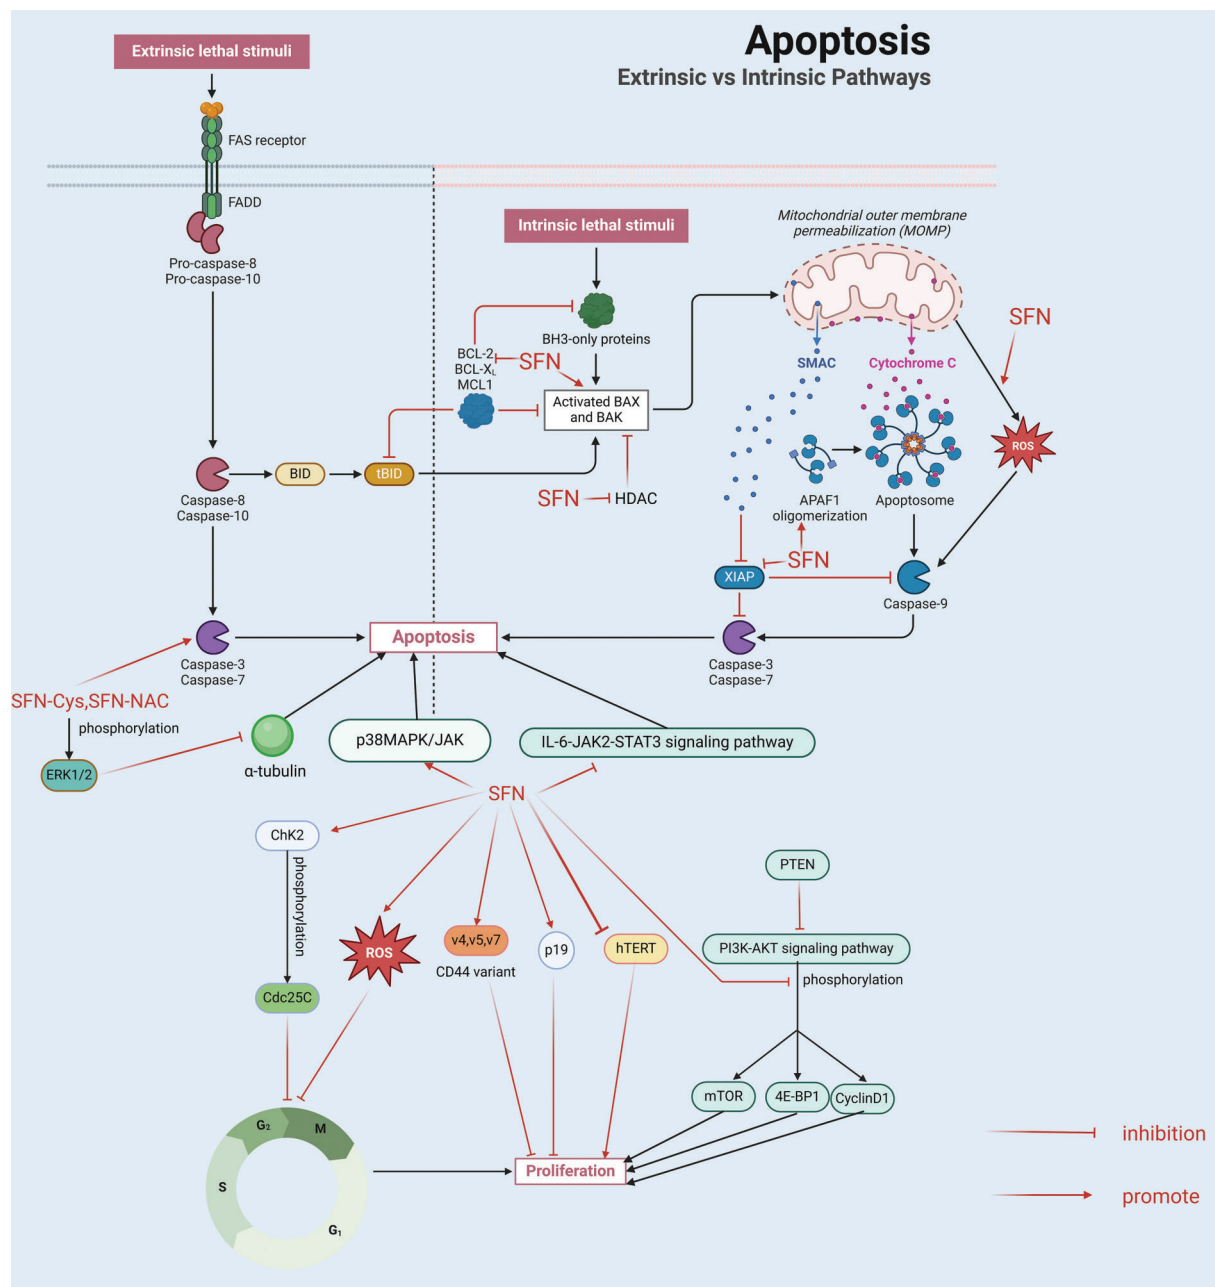 Apoptosis
Extrinsic vs Intrinsic Pathways
Extrinsic lethal stimuli
FAS receptor
FADD
Pro-caspase-8
Pro-caspase-10
Intrinsic lethal stimuli
Mitochondrial outer membrane
permeabilization (MOMP)
BH3-only proteins
BCL-2
BCL-XL
MCL1
SFN
Activated BAX
and BAK
SMAC
Cytochrome C
SFN
ROS
Caspase-8
Caspase-10
BID
tBID
SFN
HDAC
APAF1
oligomerization
Apoptosome
SFN
XIAP
Caspase-9
Caspase-3
Caspase-7
Apoptosis
Caspase-3
Caspase-7
SFN-Cys,SFN-NAC
phosphorylation
ERK1/2
α-tubulin
p38MAPK/JAK
IL-6-JAK2-STAT3 signaling pathway
SFN
ChK2
phosphorylation
Cdc25C
ROS
v4,v5,v7
CD44 variant
p19
hTERT
PTEN
PI3K-AKT signaling pathway
phosphorylation
mTOR
4E-BP1
CyclinD1
G2
M
S
G1
Proliferation
inhibition
promote